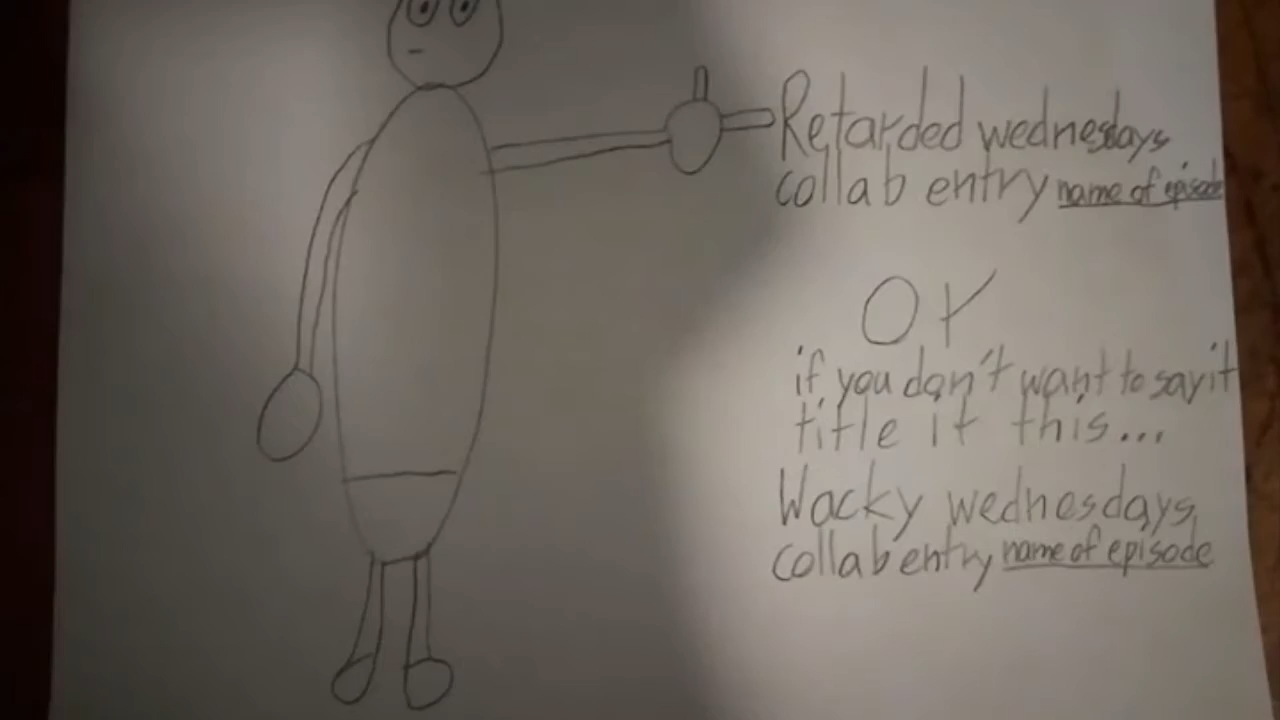 Retarded wednesdays
collab entry name of episode
Or
if you don't want to say it
title it this...
Wacky wednesdays
collab entry name of episode